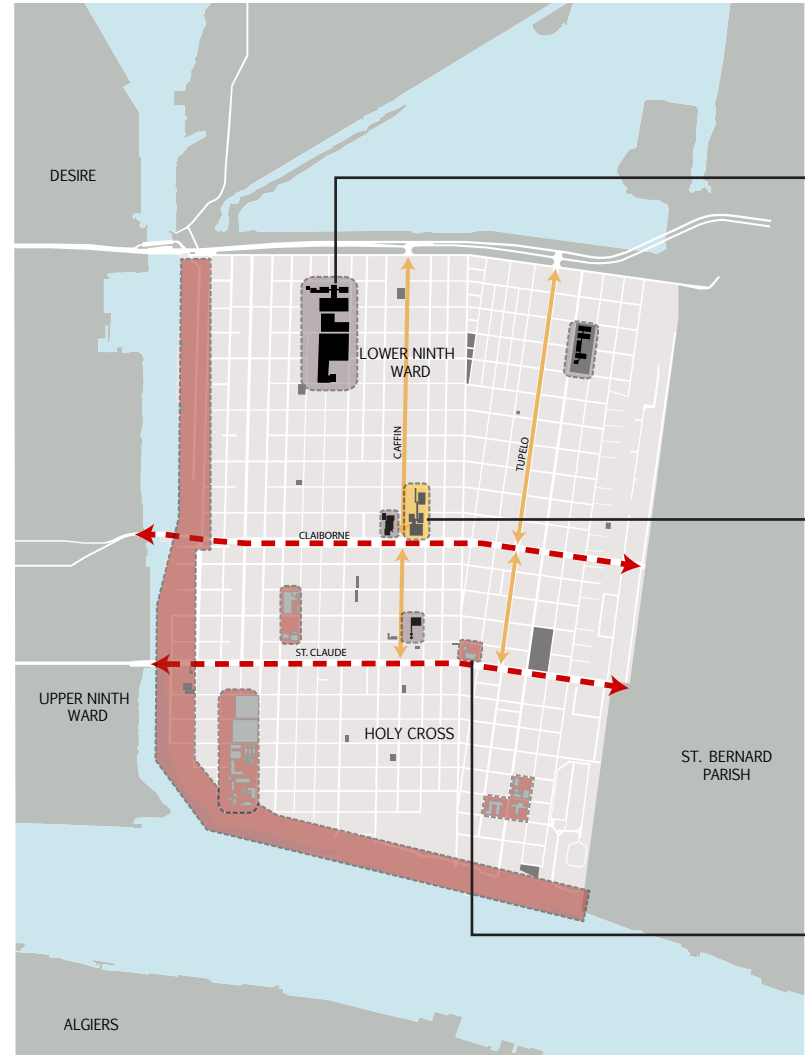 DESIRE
LOWER NINTH
WARD
CAFFIN
TUPELO
CLAIBORNE
ST. CLAUDE
UPPER NINTH
WARD
HOLY CROSS
ST. BERNARD
PARISH
ALGIERS